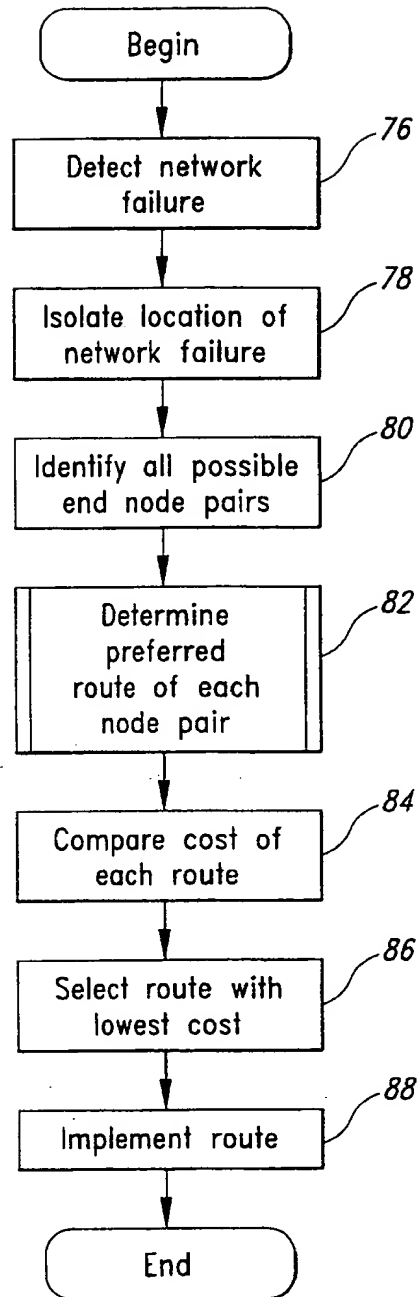 Begin
76
Detect network
failure
78
Isolate location of
network failure
80
Identify all possible
end node pairs
82
Determine
preferred
route of each
node pair
84
Compare cost of
each route
86
Select route with
lowest cost
88
Implement route
End